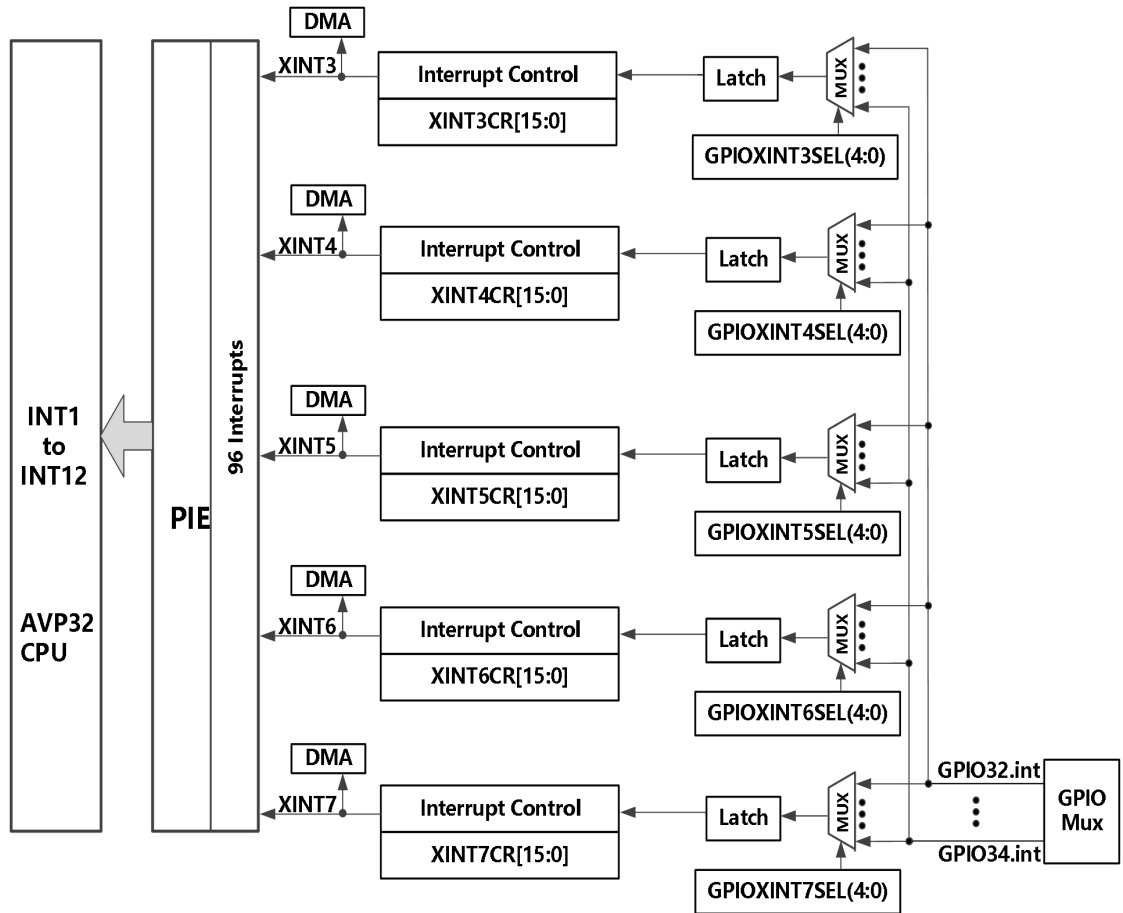 DMA
XINT3
Interrupt Control
XINT3CR[15:0]
Latch
MUX
GPIOXINT3SEL(4:0)
DMA
XINT4
Interrupt Control
XINT4CR[15:0]
Latch
MUX
GPIOXINT4SEL(4:0)
96 Interrupts
INT1
to
INT12
PIE
DMA
XINT5
Interrupt Control
XINT5CR[15:0]
Latch
MUX
GPIOXINT5SEL(4:0)
AVP32
CPU
DMA
XINT6
Interrupt Control
XINT6CR[15:0]
Latch
MUX
GPIOXINT6SEL(4:0)
DMA
XINT7
Interrupt Control
XINT7CR[15:0]
Latch
MUX
GPIOXINT7SEL(4:0)
GPIO32.int
GPIO34.int
GPIO
Mux